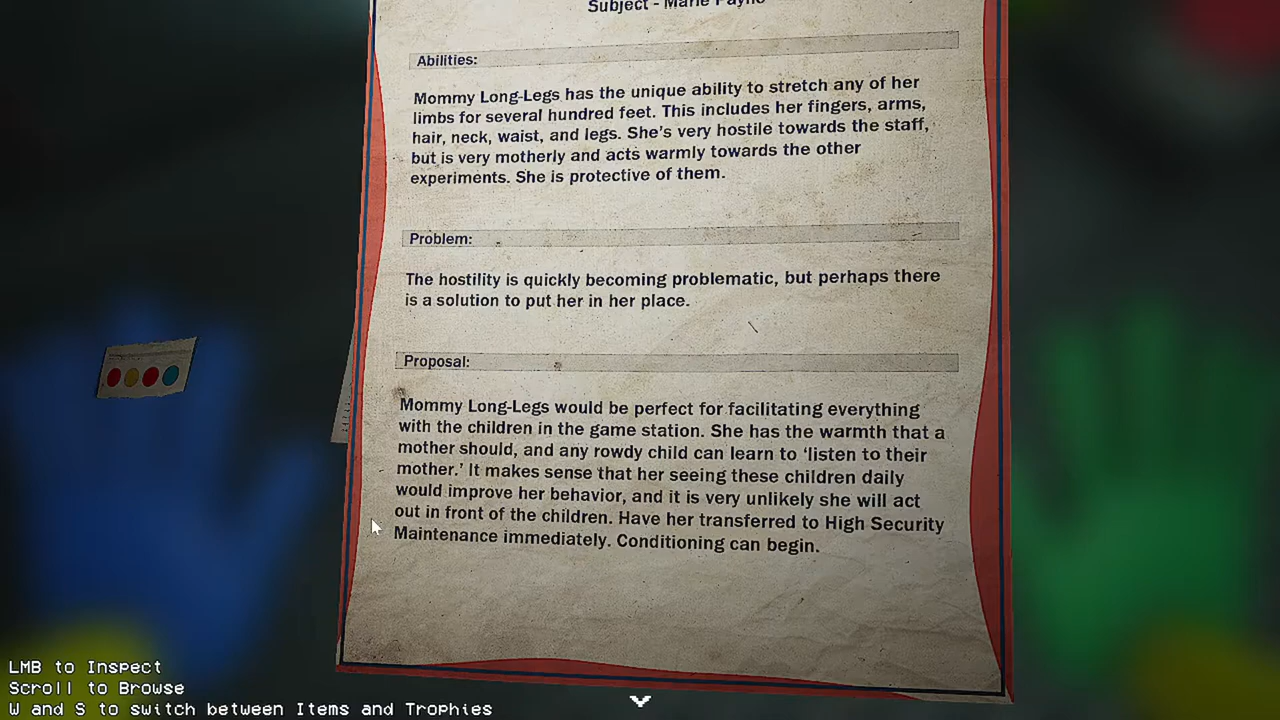 Subject - Marie Payne
Abilities:
Mommy Long-Legs has the unique ability to stretch any of her
limbs for several hundred feet. This includes her fingers, arms,
hair, neck, waist, and legs. She's very hostile towards the staff,
but is very motherly and acts warmly towards the other
experiments. She is protective of them.
Problem:
The hostility is quickly becoming problematic, but perhaps there
is a solution to put her in her place.
Proposal:
Mommy Long-Legs would be perfect for facilitating everything
with the children in the game station. She has the warmth that a
mother should, and any rowdy child can learn to ‘listen to their
mother.’ It makes sense that her seeing these children daily
would improve her behavior, and it is very unlikely she will act
out in front of the children. Have her transferred to High Security
Maintenance immediately. Conditioning can begin.
LMB to Inspect
Scroll to Browse
W and S to switch between Items and Trophies